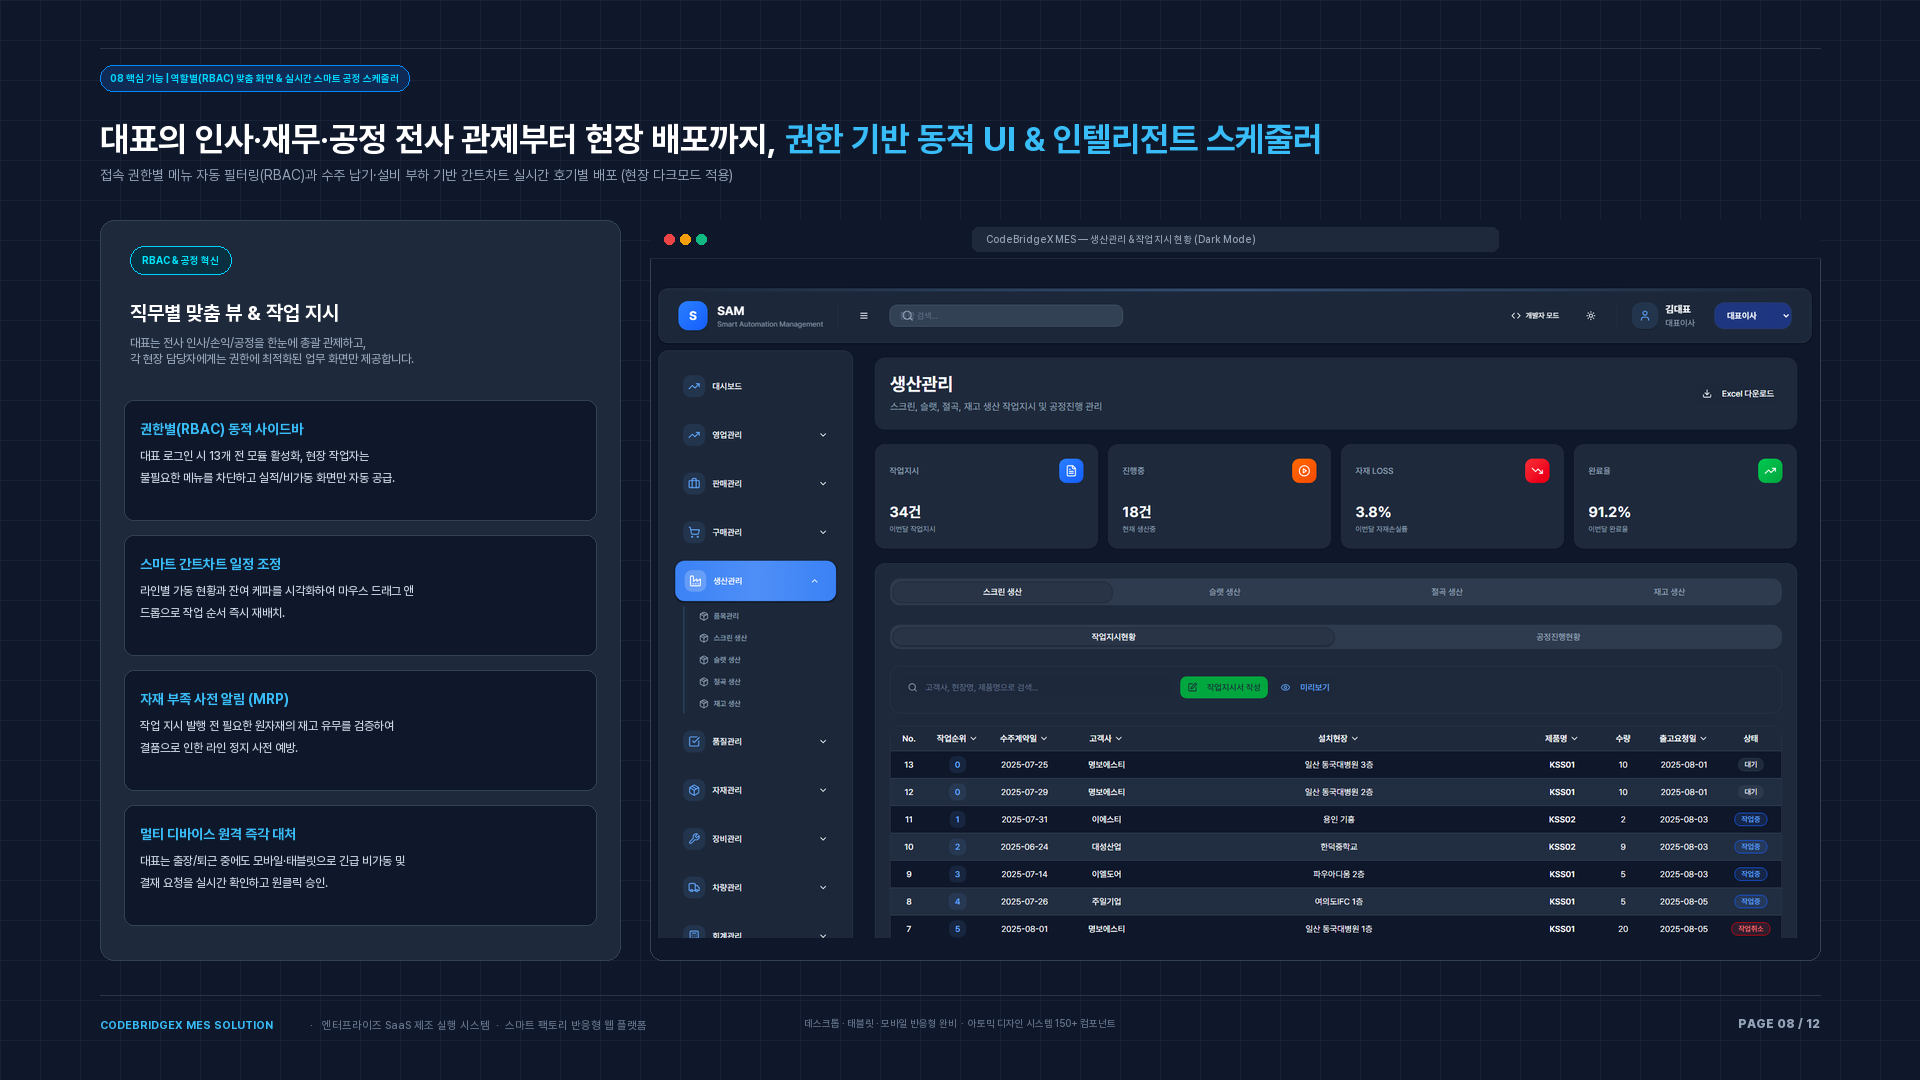 08 핵심 기능 | 역할별(RBAC) 맞춤 화면 & 실시간 스마트 공정 스케줄러
대표의 인사·재무·공정 전사 관제부터 현장 배포까지, 권한 기반 동적 UI & 인텔리전트 스케줄러
접속 권한별 메뉴 자동 필터링(RBAC)과 수주 납기·설비 부하 기반 간트차트 실시간 호기별 배포 (현장 다크모드 적용)
RBAC & 공정 혁신
직무별 맞춤 뷰 & 작업 지시
대표는 전사 인사/손익/공정을 한눈에 총괄 관제하고,
각 현장 담당자에게는 권한에 최적화된 업무 화면만 제공합니다.
권한별(RBAC) 동적 사이드바
대표 로그인 시 13개 전 모듈 활성화, 현장 작업자는
불필요한 메뉴를 차단하고 실적/비가동 화면만 자동 공급.
스마트 간트차트 일정 조정
라인별 가동 현황과 잔여 케파를 시각화하여 마우스 드래그 앤
드롭으로 작업 순서 즉시 재배치.
자재 부족 사전 알림 (MRP)
작업 지시 발행 전 필요한 원자재의 재고 유무를 검증하여
결품으로 인한 라인 정지 사전 예방.
멀티 디바이스 원격 즉각 대처
대표는 출장/퇴근 중에도 모바일·태블릿으로 긴급 비가동 및
결재 요청을 실시간 확인하고 원클릭 승인.
CodeBridgeX MES — 생산관리 & 작업지시 현황 (Dark Mode)
S SAM
Smart Automation Management
검색...
개발자 모드
김대표
대표이사
대표이사
대시보드
영업관리
판매관리
구매관리
생산관리
품목관리
스크린 생산
슬랫 생산
절곡 생산
재고 생산
품질관리
자재관리
장비관리
차량관리
회계관리
생산관리
스크린, 슬랫, 절곡, 재고 생산 작업지시 및 공정진행 관리
Excel 다운로드
작업지시
34건
이번달 작업지시
진행중
18건
현재 생산중
자재 LOSS
3.8%
이번달 자재손실률
완료율
91.2%
이번달 완료율
스크린 생산 슬랫 생산 절곡 생산 재고 생산
작업지시현황 공정진행현황
고객사, 현장명, 제품명으로 검색... 작업지시서 작성 미리보기
No. 작업순위 수주계약일 고객사 설치현장 제품명 수량 출고요청일 상태
13 0 2025-07-25 명보에스티 일산 동국대병원 3층 KSS01 10 2025-08-01 대기
12 0 2025-07-29 명보에스티 일산 동국대병원 2층 KSS01 10 2025-08-01 대기
11 1 2025-07-31 이에스티 용인 기흥 KSS02 2 2025-08-03 작업중
10 2 2025-06-24 대성산업 한덕중학교 KSS02 9 2025-08-03 작업중
9 3 2025-07-14 이엘도어 파우아디움 2층 KSS01 5 2025-08-03 작업중
8 4 2025-07-26 주일기업 여의도IFC 1층 KSS01 5 2025-08-05 작업중
7 5 2025-08-01 명보에스티 일산 동국대병원 1층 KSS01 20 2025-08-05 작업취소
CODEBRIDGEX MES SOLUTION · 엔터프라이즈 SaaS 제조 실행 시스템 · 스마트 팩토리 반응형 웹 플랫폼
데스크톱 · 태블릿 · 모바일 반응형 완비 · 아토믹 디자인 시스템 150+ 컴포넌트
PAGE 08 / 12